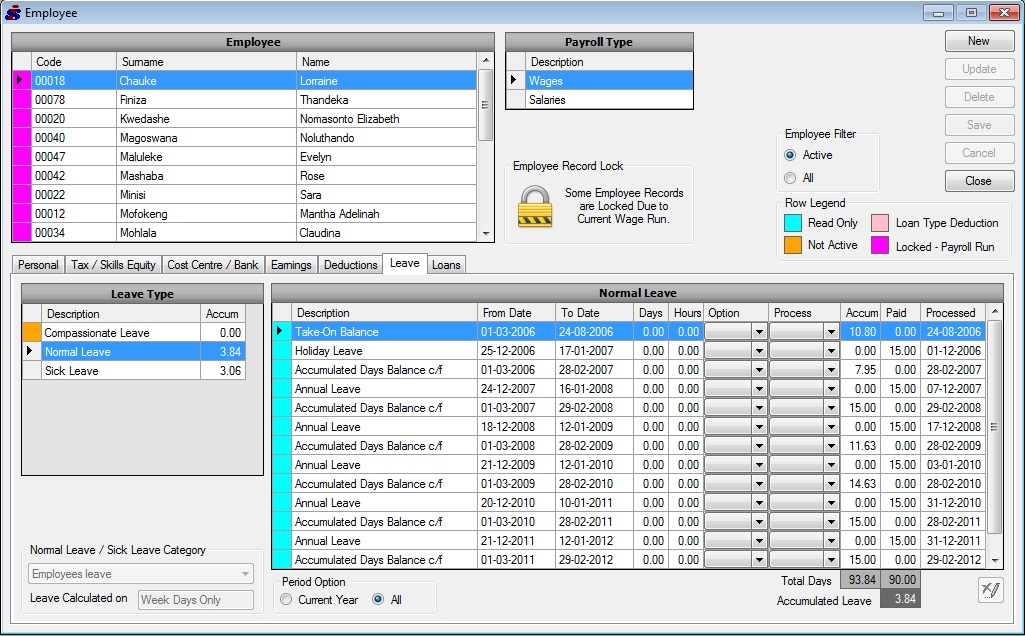 Employee
Employee
Code Surname Name
00018 Chauke Lorraine
00078 Finiza Thandeka
00020 Kwedashe Nomasonto Elizabeth
00040 Magoswana Noluthando
00047 Maluleke Evelyn
00042 Mashaba Rose
00022 Minisi Sara
00012 Mofokeng Mantha Adelinah
00034 Mohlala Claudina
Payroll Type
Description
Wages
Salaries
Employee Record Lock
Some Employee Records
are Locked Due to
Current Wage Run.
Employee Filter
Active
All
Row Legend
Read Only Loan Type Deduction
Not Active Locked - Payroll Run
New
Update
Delete
Save
Cancel
Close
Personal Tax / Skills Equity Cost Centre / Bank Earnings Deductions Leave Loans
Leave Type
Description Accum
Compassionate Leave 0.00
Normal Leave 3.84
Sick Leave 3.06
Normal Leave / Sick Leave Category
Employees leave
Leave Calculated on Week Days Only
Normal Leave
Description From Date To Date Days Hours Option Process Accum Paid Processed
Take-On Balance 01-03-2006 24-08-2006 0.00 0.00 10.80 0.00 24-08-2006
Holiday Leave 25-12-2006 17-01-2007 0.00 0.00 0.00 15.00 01-12-2006
Accumulated Days Balance c/f 01-03-2006 28-02-2007 0.00 0.00 7.95 0.00 28-02-2007
Annual Leave 24-12-2007 16-01-2008 0.00 0.00 0.00 15.00 07-12-2007
Accumulated Days Balance c/f 01-03-2007 29-02-2008 0.00 0.00 15.00 0.00 29-02-2008
Annual Leave 18-12-2008 12-01-2009 0.00 0.00 0.00 15.00 17-12-2008
Accumulated Days Balance c/f 01-03-2008 28-02-2009 0.00 0.00 11.63 0.00 28-02-2009
Annual Leave 21-12-2009 12-01-2010 0.00 0.00 0.00 15.00 03-01-2010
Accumulated Days Balance c/f 01-03-2009 28-02-2010 0.00 0.00 14.63 0.00 28-02-2010
Annual Leave 20-12-2010 10-01-2011 0.00 0.00 0.00 15.00 31-12-2010
Accumulated Days Balance c/f 01-03-2010 28-02-2011 0.00 0.00 15.00 0.00 28-02-2011
Annual Leave 21-12-2011 12-01-2012 0.00 0.00 0.00 15.00 31-12-2011
Accumulated Days Balance c/f 01-03-2011 29-02-2012 0.00 0.00 15.00 0.00 29-02-2012
Period Option
Current Year All
Total Days 93.84 90.00
Accumulated Leave 3.84